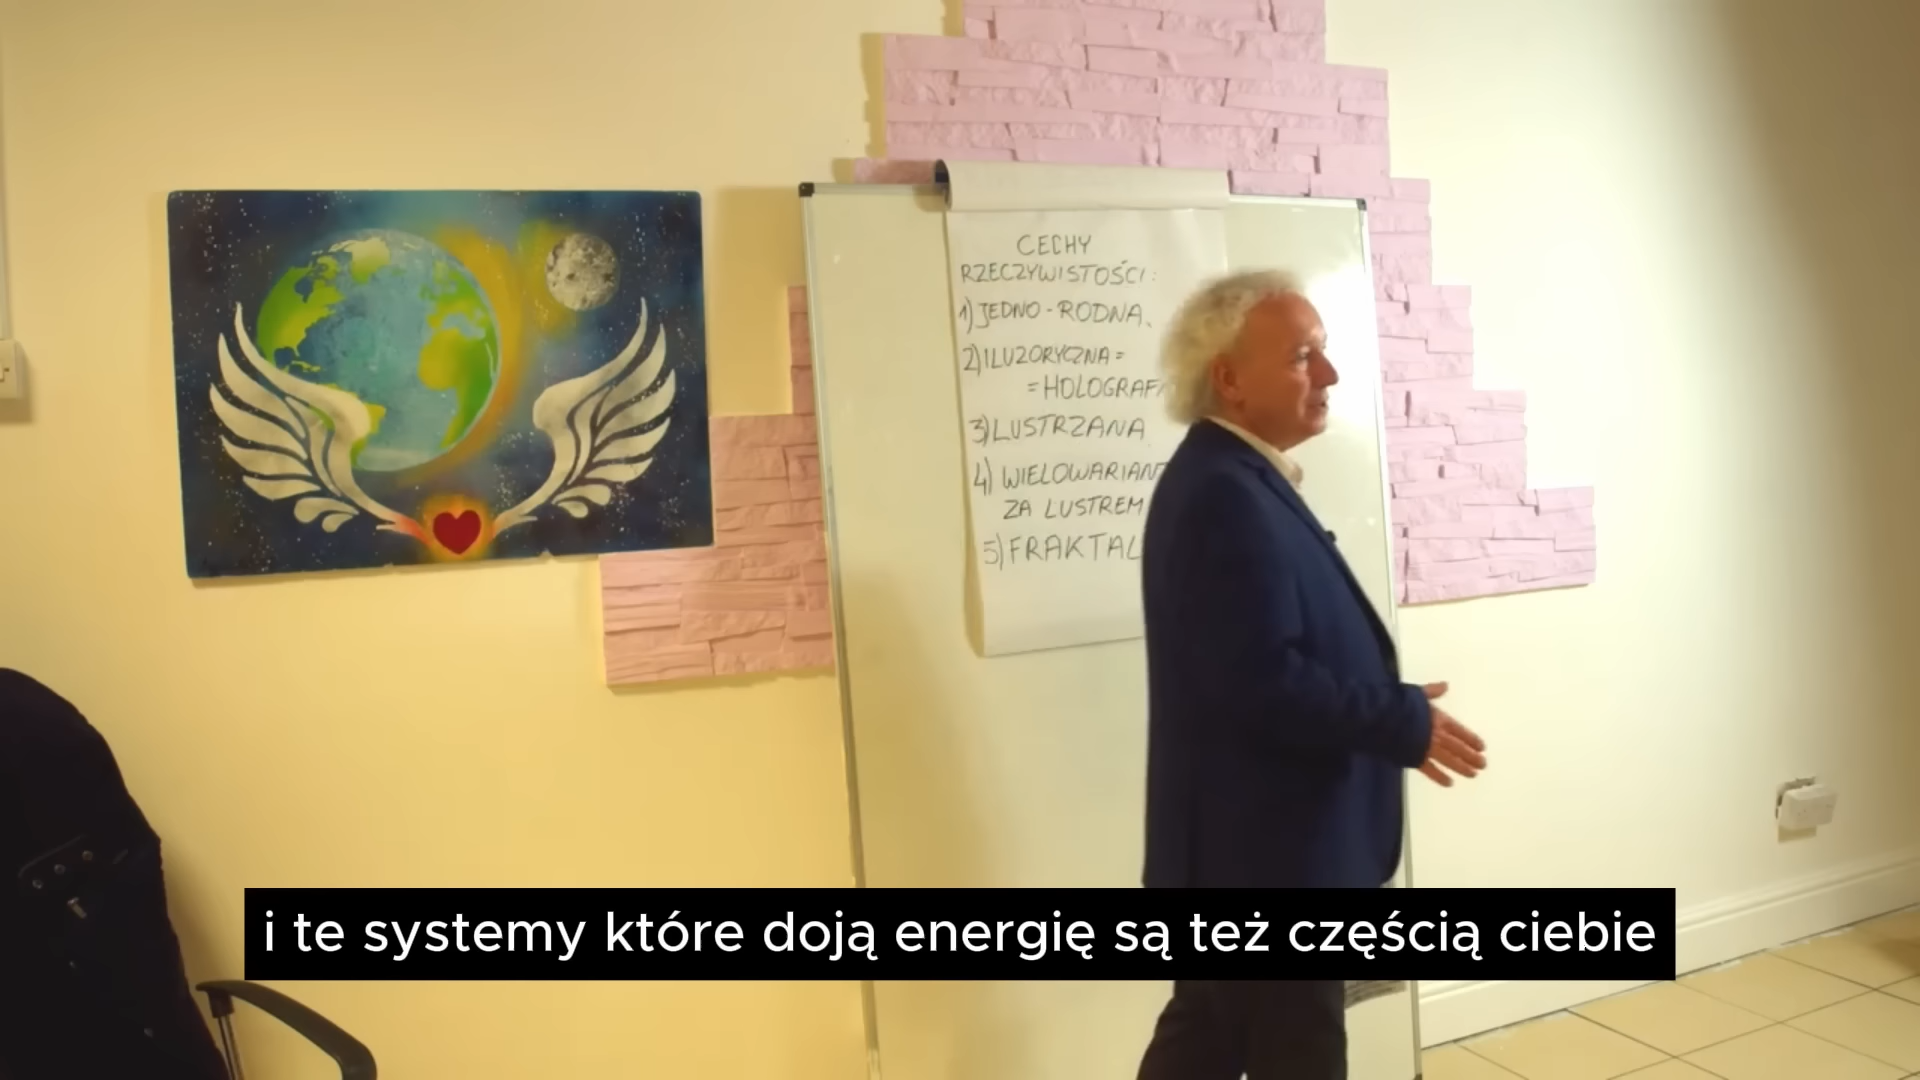 CECHY
RZECZYWISTOŚCI:
1) JEDNO-RODNA.
2) ILUZORYCZNA =
= HOLOGRAF
3) LUSTRZANA
4) WIELOWARIANT
ZA LUSTREM
5) FRAKTAL
i te systemy które doją energię są też częścią ciebie